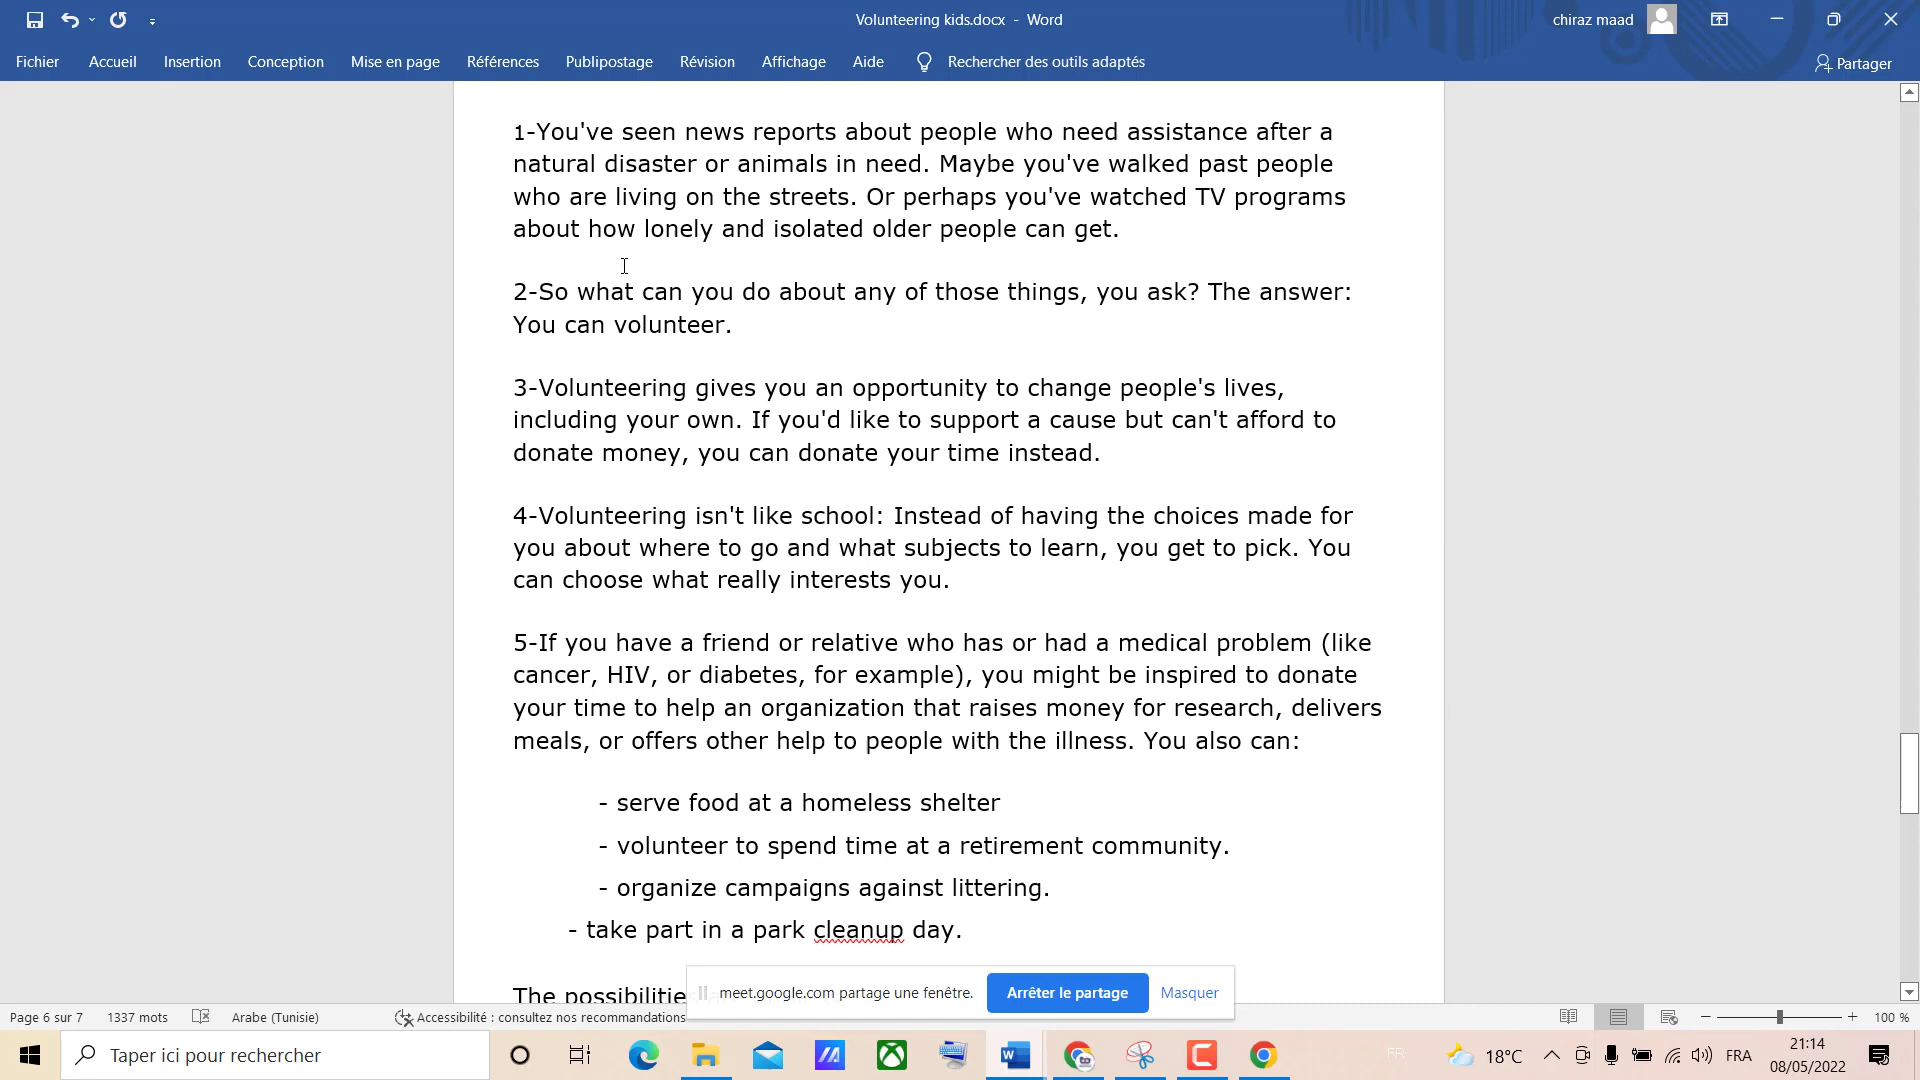 Volunteering kids.docx - Word
chiraz maad
Fichier Accueil Insertion Conception Mise en page Références Publipostage Révision Affichage Aide Rechercher des outils adaptés Partager
1-You've seen news reports about people who need assistance after a
natural disaster or animals in need. Maybe you've walked past people
who are living on the streets. Or perhaps you've watched TV programs
about how lonely and isolated older people can get.
2-So what can you do about any of those things, you ask? The answer:
You can volunteer.
3-Volunteering gives you an opportunity to change people's lives,
including your own. If you'd like to support a cause but can't afford to
donate money, you can donate your time instead.
4-Volunteering isn't like school: Instead of having the choices made for
you about where to go and what subjects to learn, you get to pick. You
can choose what really interests you.
5-If you have a friend or relative who has or had a medical problem (like
cancer, HIV, or diabetes, for example), you might be inspired to donate
your time to help an organization that raises money for research, delivers
meals, or offers other help to people with the illness. You also can:
- serve food at a homeless shelter
- volunteer to spend time at a retirement community.
- organize campaigns against littering.
- take part in a park cleanup day.
The possibilitie
meet.google.com partage une fenêtre. Arrêter le partage Masquer
Page 6 sur 7 1337 mots Arabe (Tunisie) Accessibilité : consultez nos recommandations 100 %
Taper ici pour rechercher
FR 18°C FRA 21:14
08/05/2022